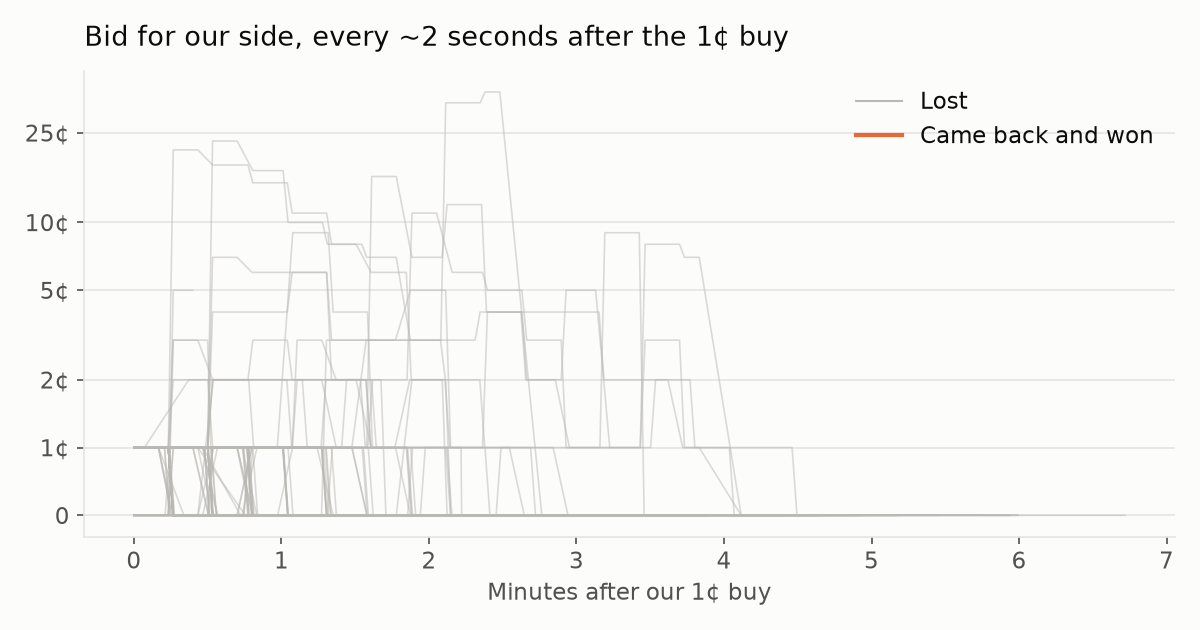 Bid for our side, every ~2 seconds after the 1¢ buy
Lost
Came back and won
25¢
10¢
5¢
2¢
1¢
0
0 1 2 3 4 5 6 7
Minutes after our 1¢ buy